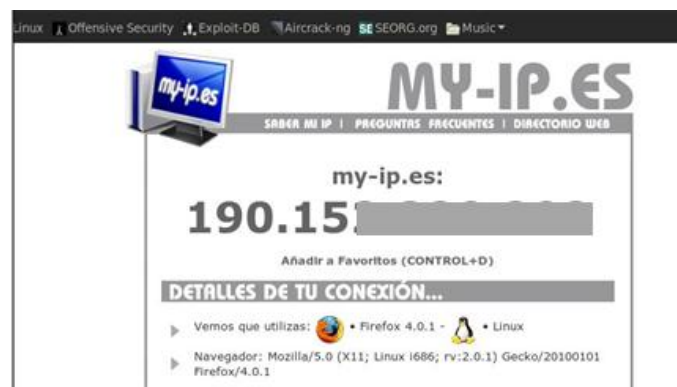 Linux Offensive Security Exploit-DB Aircrack-ng SE SEORG.org Music
my-ip.es
MY-IP.ES
SABER MI IP | PREGUNTAS FRECUENTES | DIRECTORIO WEB
my-ip.es:
190.15
Añadir a Favoritos (CONTROL+D)
DETALLES DE TU CONEXIÓN...
Vemos que utilizas: • Firefox 4.0.1 - • Linux
Navegador: Mozilla/5.0 (X11; Linux i686; rv:2.0.1) Gecko/20100101
Firefox/4.0.1